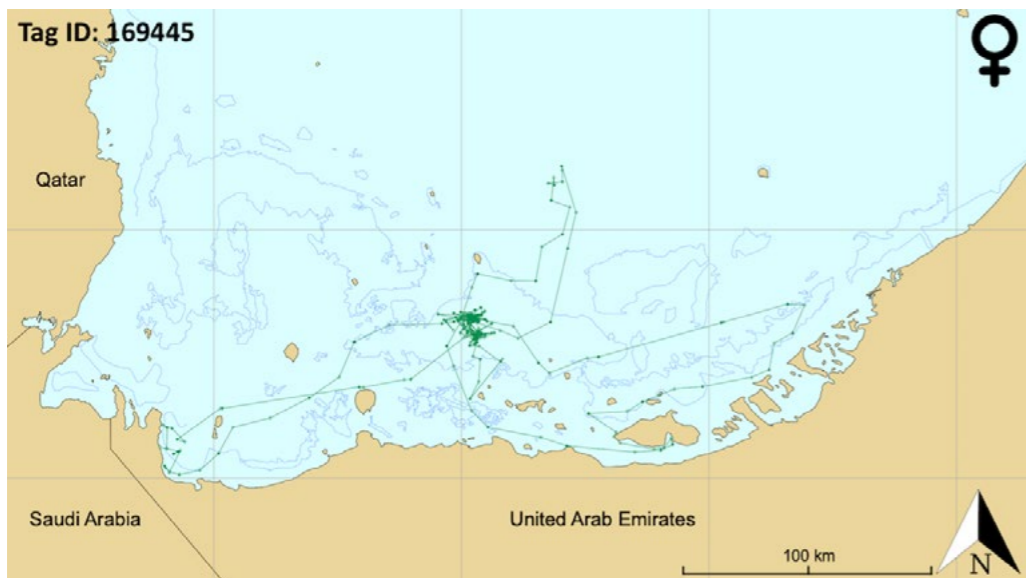 Tag ID: 169445
Qatar
Saudi Arabia
United Arab Emirates
100 km
N